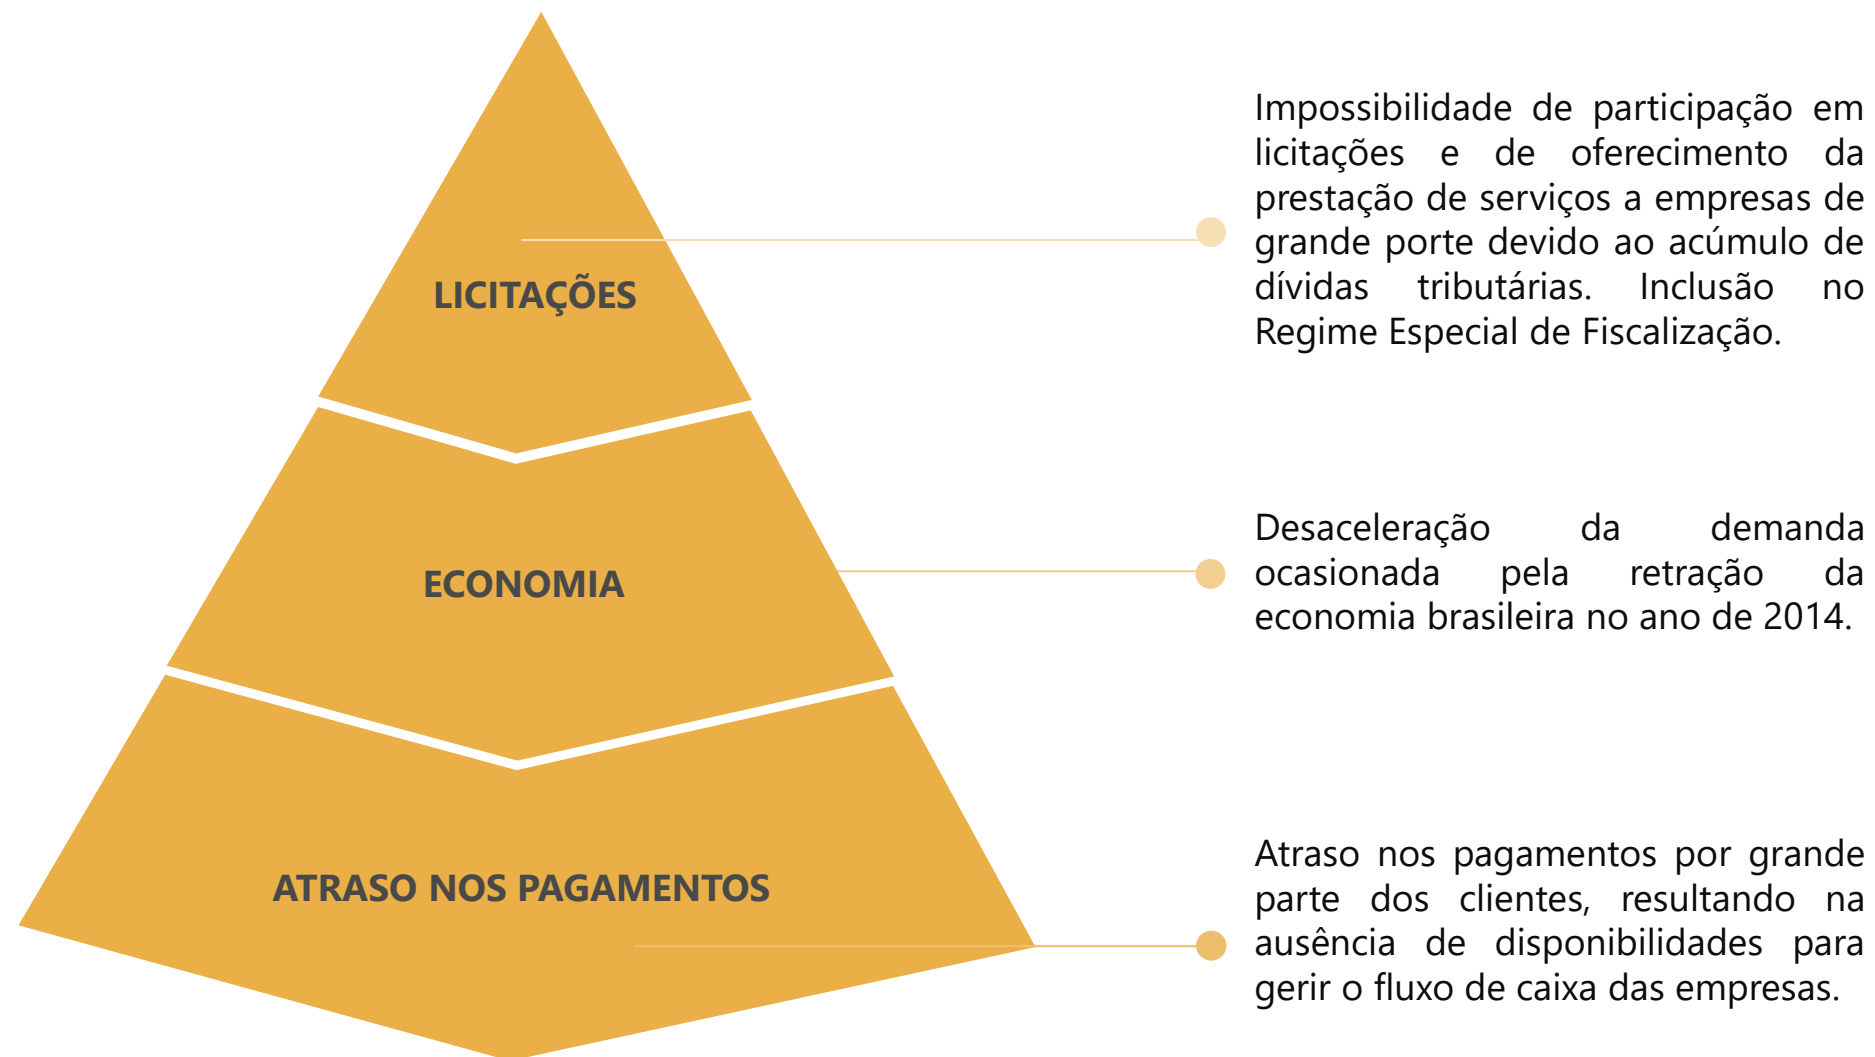 Impossibilidade de participação em
licitações e de oferecimento da
prestação de serviços a empresas de
grande porte devido ao acúmulo de
dívidas tributárias. Inclusão no
Regime Especial de Fiscalização.
LICITAÇÕES
Desaceleração da demanda
ocasionada pela retração da
economia brasileira no ano de 2014.
ECONOMIA
Atraso nos pagamentos por grande
parte dos clientes, resultando na
ausência de disponibilidades para
gerir o fluxo de caixa das empresas.
ATRASO NOS PAGAMENTOS